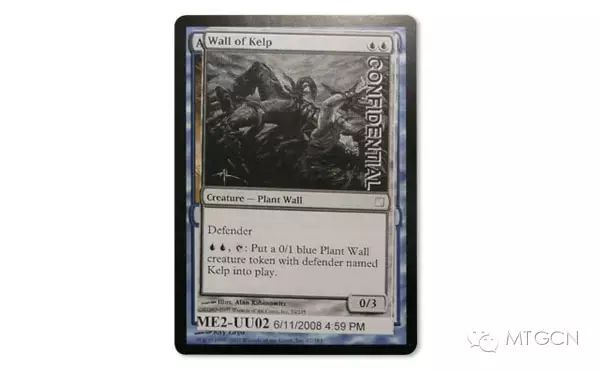 Wall of Kelp
CONFIDENTIAL
Creature — Plant Wall
Defender
, : Put a 0/1 blue Plant Wall
creature token with defender named
Kelp into play.
Illus. Alan Rabinowitz
0/3
ME2-UU02 6/11/2008 4:59 PM
MTGCN